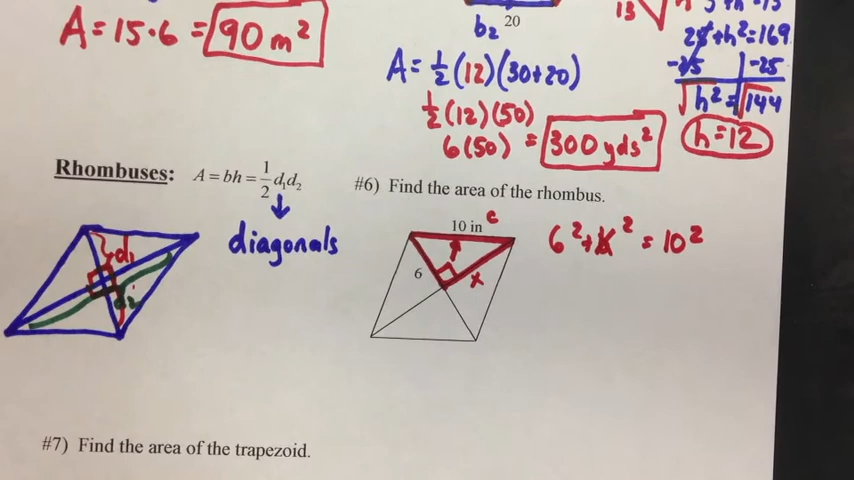 A = 15 · 6 = 90 m²
b₂ 20
A = ½ (12)(30+20)
½ (12)(50)
6(50) = 300 yds²
25 + h² = 169
-25 -25
√h² = √144
h = 12
Rhombuses: A = bh = 1/2 d₁d₂
diagonals
d₁
d₂
#6) Find the area of the rhombus.
10 in c
6
x
6² + x² = 10²
#7) Find the area of the trapezoid.